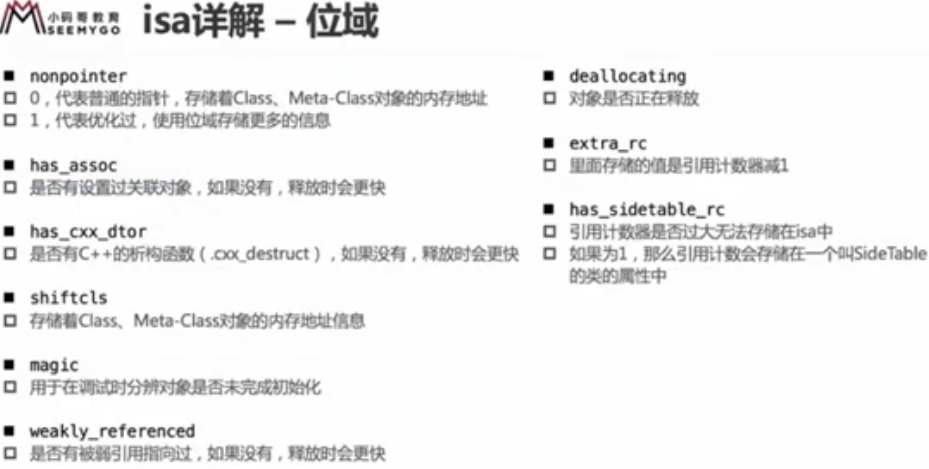 小码哥教育
SEEMYGO
isa详解 – 位域
■ nonpointer
□ 0，代表普通的指针，存储着Class、Meta-Class对象的内存地址
□ 1，代表优化过，使用位域存储更多的信息
■ has_assoc
□ 是否有设置过关联对象，如果没有，释放时会更快
■ has_cxx_dtor
□ 是否有C++的析构函数（.cxx_destruct），如果没有，释放时会更快
■ shiftcls
□ 存储着Class、Meta-Class对象的内存地址信息
■ magic
□ 用于在调试时分辨对象是否未完成初始化
■ weakly_referenced
□ 是否有被弱引用指向过，如果没有，释放时会更快
■ deallocating
□ 对象是否正在释放
■ extra_rc
□ 里面存储的值是引用计数器减1
■ has_sidetable_rc
□ 引用计数器是否过大无法存储在isa中
□ 如果为1，那么引用计数会存储在一个叫SideTable
的类的属性中